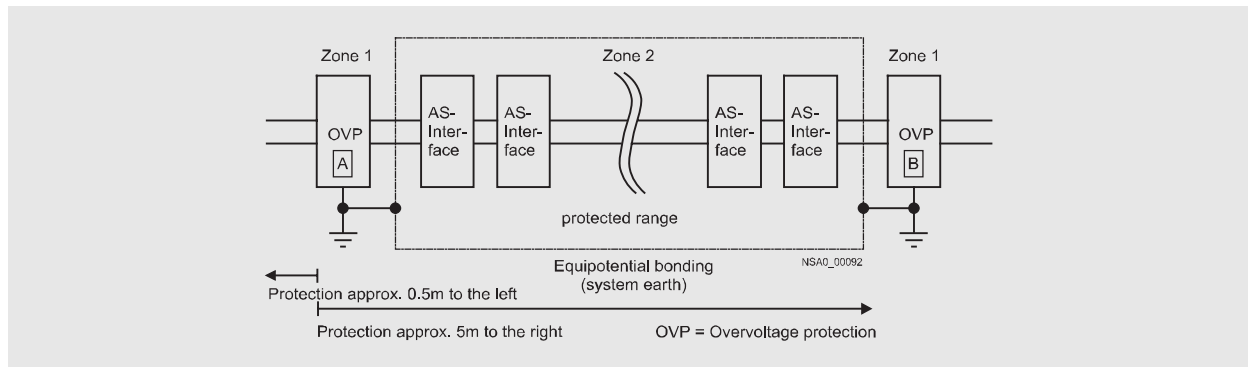 Zone 1
Zone 2
Zone 1
OVP
A
AS-
Inter-
face
AS-
Inter-
face
AS-
Inter-
face
AS-
Inter-
face
OVP
B
protected range
NSA0_00092
Equipotential bonding
(system earth)
Protection approx. 0.5m to the left
Protection approx. 5m to the right
OVP = Overvoltage protection